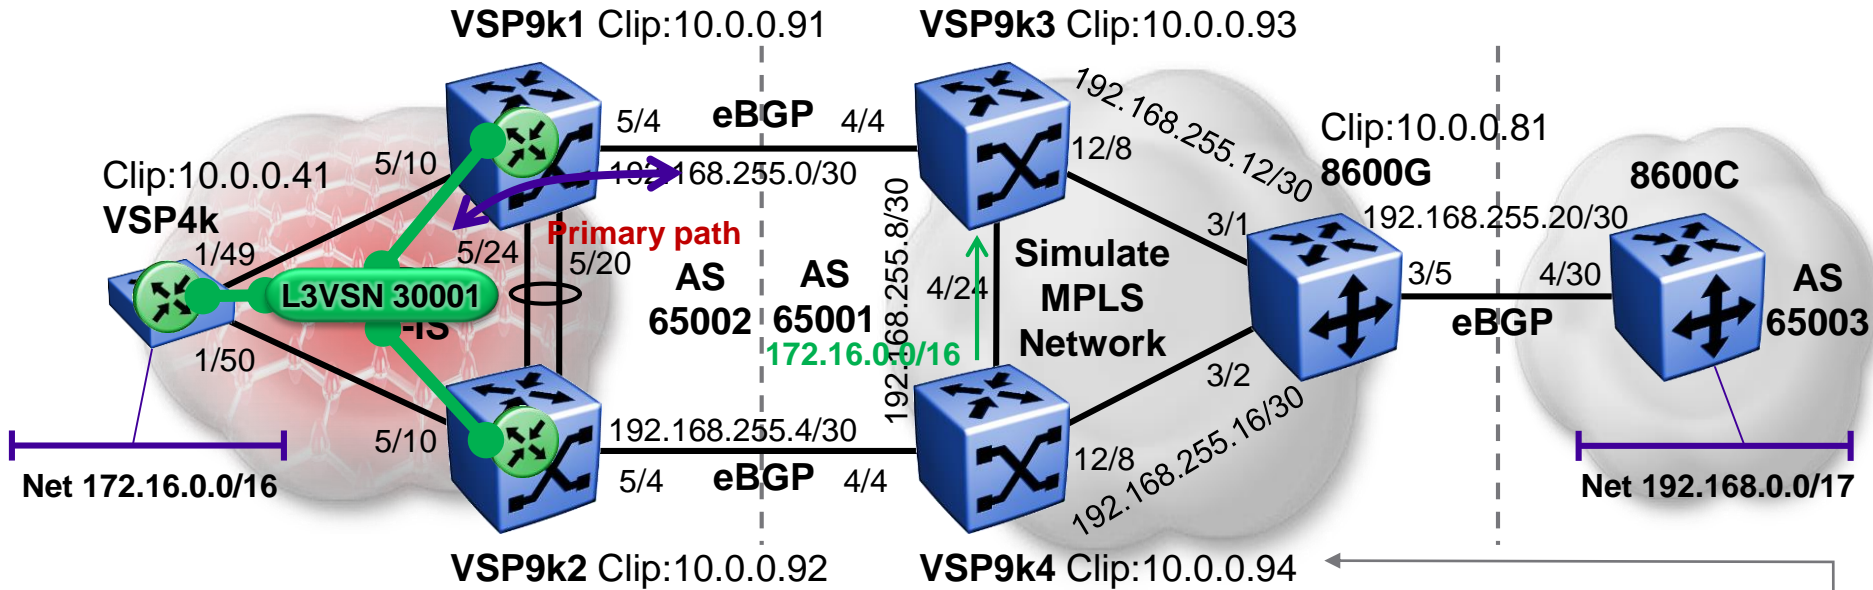 VSP9k1 Clip:10.0.0.91
VSP9k3 Clip:10.0.0.93
5/4
eBGP
4/4
192.168.255.0/30
5/10
Clip:10.0.0.41
VSP4k
1/49
1/50
5/24
Primary path
5/20
L3VSN 30001
-IS
AS
65002
AS
65001
172.16.0.0/16
192.168.255.8/30
4/24
Simulate
MPLS
Network
12/8
192.168.255.12/30
3/1
Clip:10.0.0.81
8600G
192.168.255.20/30
3/5
4/30
eBGP
8600C
AS
65003
3/2
12/8
192.168.255.16/30
Net 172.16.0.0/16
5/10
192.168.255.4/30
5/4
eBGP
4/4
Net 192.168.0.0/17
VSP9k2 Clip:10.0.0.92
VSP9k4 Clip:10.0.0.94